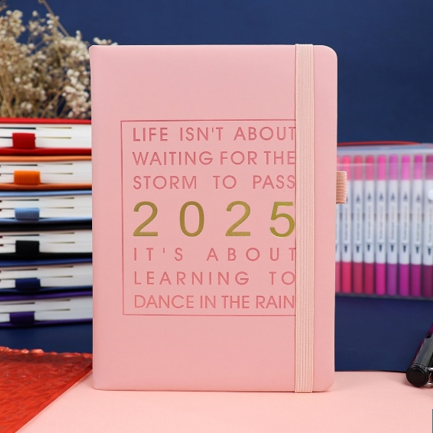 LIFE ISN'T ABOUT
WAITING FOR THE
STORM TO PASS
2025
IT'S ABOUT
LEARNING TO
DANCE IN THE RAIN